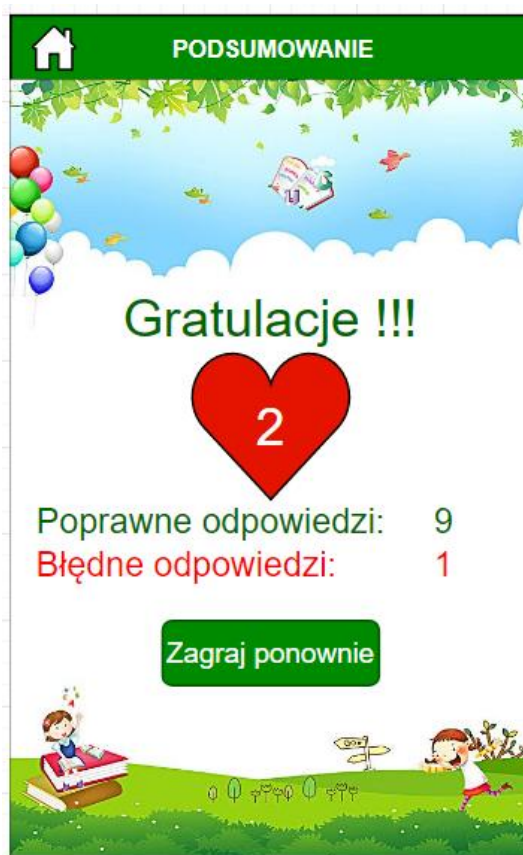 PODSUMOWANIE
Gratulacje !!!
2
Poprawne odpowiedzi: 9
Błędne odpowiedzi: 1
Zagraj ponownie